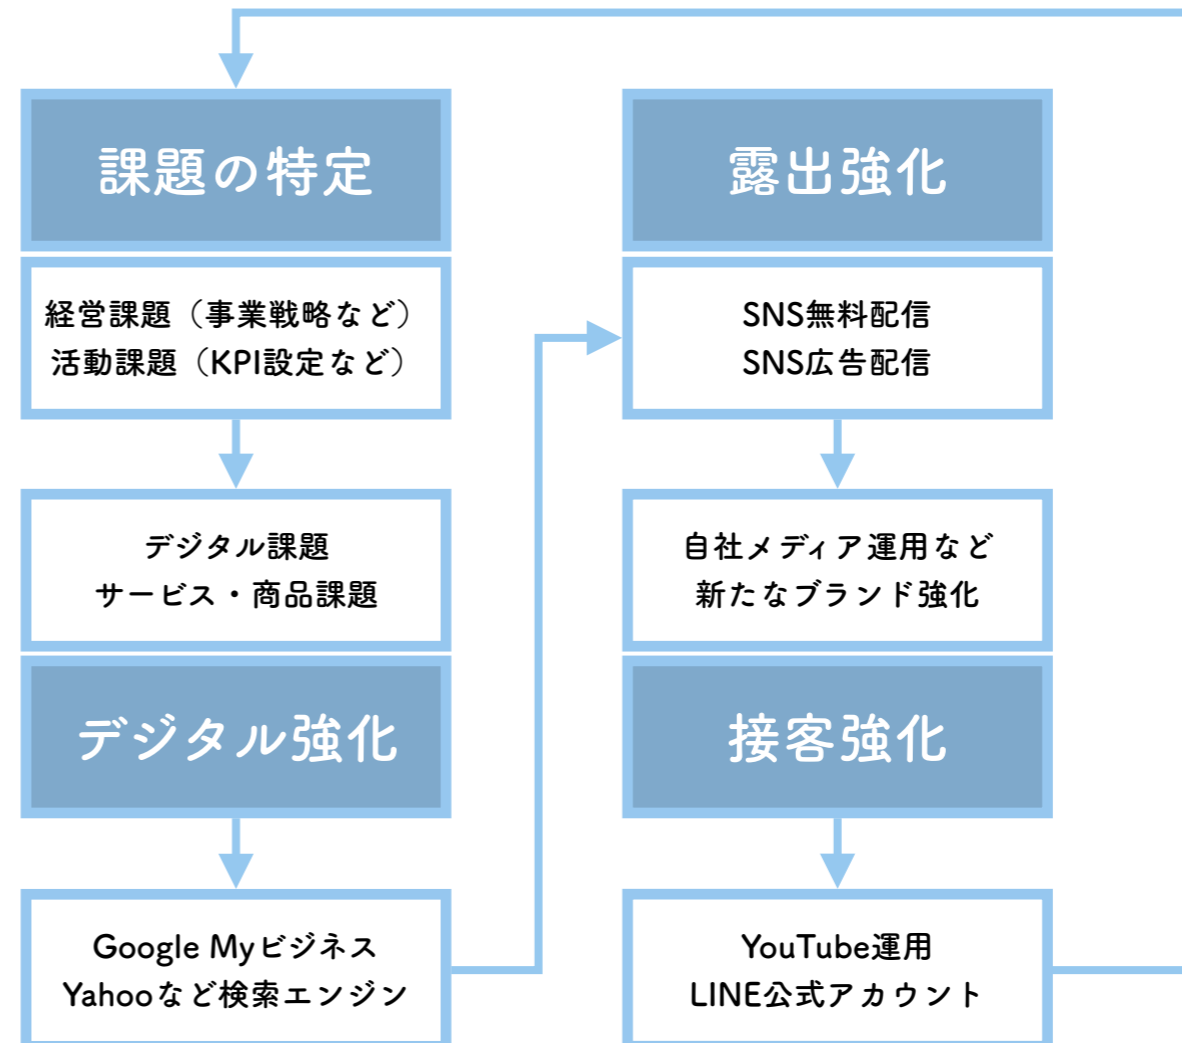 課題の特定
経営課題（事業戦略など）
活動課題（KPI設定など）
デジタル課題
サービス・商品課題
デジタル強化
Google Myビジネス
Yahooなど検索エンジン
露出強化
SNS無料配信
SNS広告配信
自社メディア運用など
新たなブランド強化
接客強化
YouTube運用
LINE公式アカウント